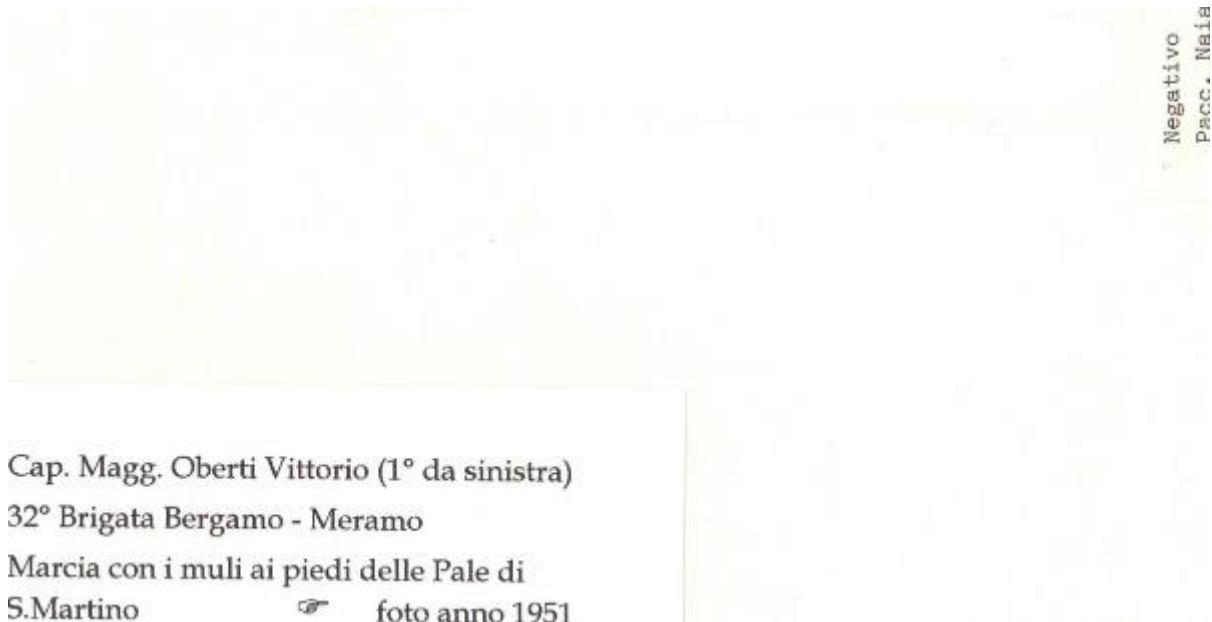 Negativo
Pacc. Naia
Cap. Magg. Oberti Vittorio (1° da sinistra)
32° Brigata Bergamo - Meramo
Marcia con i muli ai piedi delle Pale di
S.Martino ☞ foto anno 1951